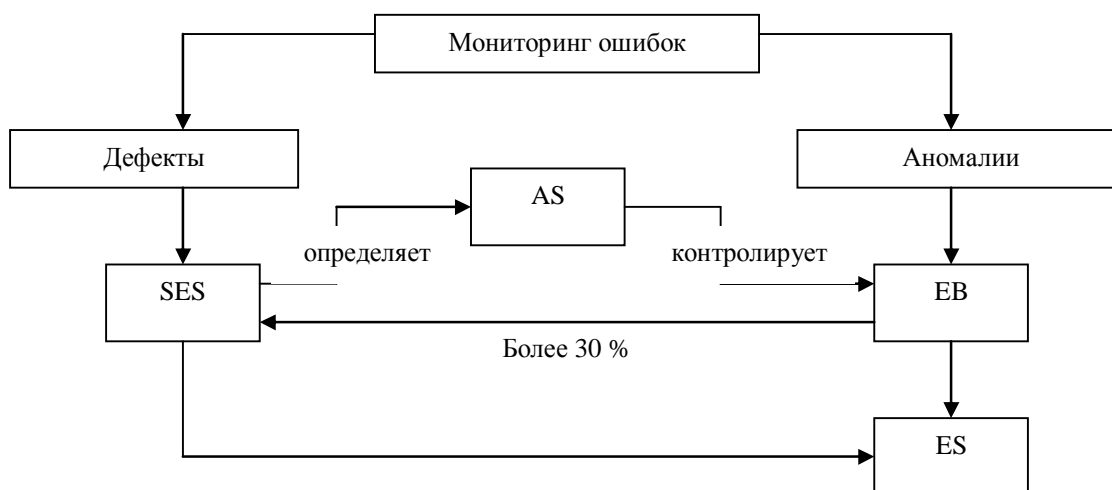 Мониторинг ошибок
Дефекты
Аномалии
AS
определяет
контролирует
SES
EB
Более 30 %
ES